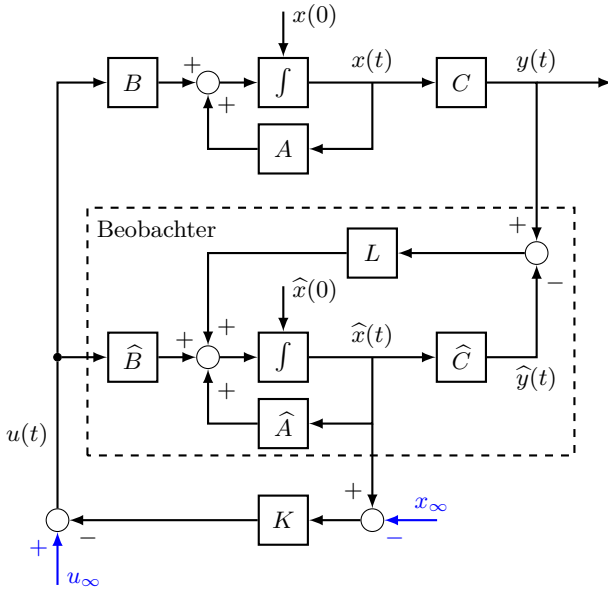 x(0)
+
B
∫
x(t)
C
y(t)
+
A
Beobachter
+
L
−
x̂(0)
+
+
B̂
∫
x̂(t)
Ĉ
ŷ(t)
+
Â
u(t)
+
x∞
K
−
−
+
u∞